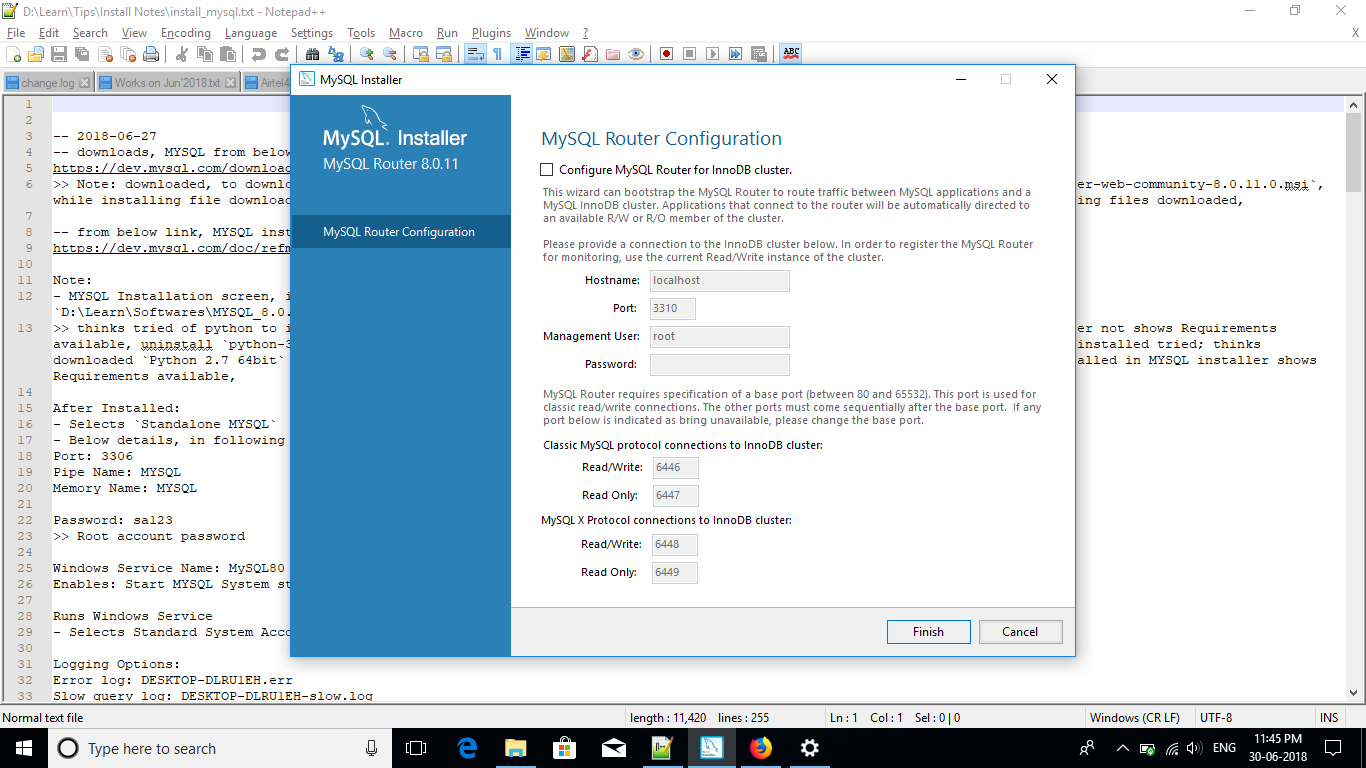 D:\Learn\Tips\Install Notes\install_mysql.txt - Notepad++
File Edit Search View Encoding Language Settings Tools Macro Run Plugins Window ? X
ABC
change.log Works on Jun'2018.txt Airtel4
1
2
3 -- 2018-06-27
4 -- downloads, MYSQL from below
5 https://dev.mysql.com/download
6 >> Note: downloaded, to downlo er-web-community-8.0.11.0.msi`,
while installing file download ing files downloaded,
7
8 -- from below link, MYSQL inst
9 https://dev.mysql.com/doc/refm
10
11 Note:
12 - MYSQL Installation screen, i
`D:\Learn\Softwares\MYSQL_8.0.
13 >> thinks tried of python to i er not shows Requirements
available, uninstall `python-3 installed tried; thinks
downloaded `Python 2.7 64bit` alled in MYSQL installer shows
Requirements available,
14
15 After Installed:
16 - Selects `Standalone MYSQL`
17 - Below details, in following
18 Port: 3306
19 Pipe Name: MYSQL
20 Memory Name: MYSQL
21
22 Password: sa123
23 >> Root account password
24
25 Windows Service Name: MySQL80
26 Enables: Start MYSQL System st
27
28 Runs Windows Service
29 - Selects Standard System Acco
30
31 Logging Options:
32 Error log: DESKTOP-DLRU1EH.err
33 Slow query log: DESKTOP-DLRU1EH-slow.log
MySQL Installer
MySQL. Installer
MySQL Router 8.0.11
MySQL Router Configuration
MySQL Router Configuration
Configure MySQL Router for InnoDB cluster.
This wizard can bootstrap the MySQL Router to route traffic between MySQL applications and a
MySQL InnoDB cluster. Applications that connect to the router will be automatically directed to
an available R/W or R/O member of the cluster.
Please provide a connection to the InnoDB cluster below. In order to register the MySQL Router
for monitoring, use the current Read/Write instance of the cluster.
Hostname: localhost
Port: 3310
Management User: root
Password:
MySQL Router requires specification of a base port (between 80 and 65532). This port is used for
classic read/write connections. The other ports must come sequentially after the base port. If any
port below is indicated as bring unavailable, please change the base port.
Classic MySQL protocol connections to InnoDB cluster:
Read/Write: 6446
Read Only: 6447
MySQL X Protocol connections to InnoDB cluster:
Read/Write: 6448
Read Only: 6449
Finish Cancel
Normal text file length : 11,420 lines : 255 Ln : 1 Col : 1 Sel : 0 | 0 Windows (CR LF) UTF-8 INS
Type here to search ENG 11:45 PM
30-06-2018